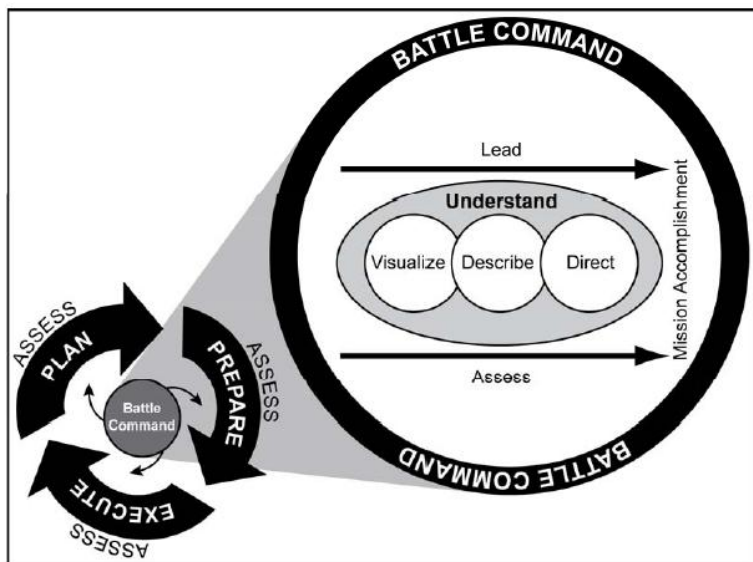 BATTLE COMMAND
Lead
Understand
Visualize
Describe
Direct
Mission Accomplishment
Assess
BATTLE COMMAND
ASSESS
PLAN
PREPARE
ASSESS
Battle
Command
EXECUTE
ASSESS